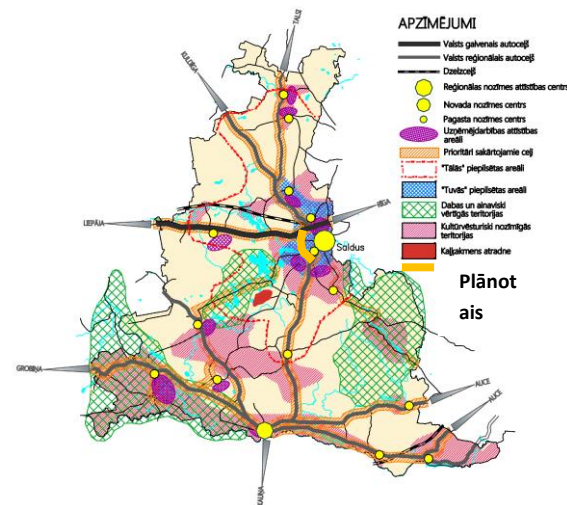 APZĪMĒJUMI
Valsts galvenais autoceļš
Valsts reģionālais autoceļš
Dzelzceļš
Reģionālas nozīmes attīstības centrs
Novada nozīmes centrs
Pagasta nozīmes centrs
Uzņēmējdarbības attīstības
areāli
Prioritāri sakārtojamie ceļi
"Tālās" piepilsētas areāli
"Tuvās" piepilsētas areāli
Dabas un ainaviski
vērtīgās teritorijas
Kultūrvēsturiski nozīmīgās
teritorijas
Kaļķakmens atradne
Plānot
ais
TALSI
KULDĪGA
LIEPĀJA
RĪGA
Saldus
GROBIŅA
AUCE
AUCE